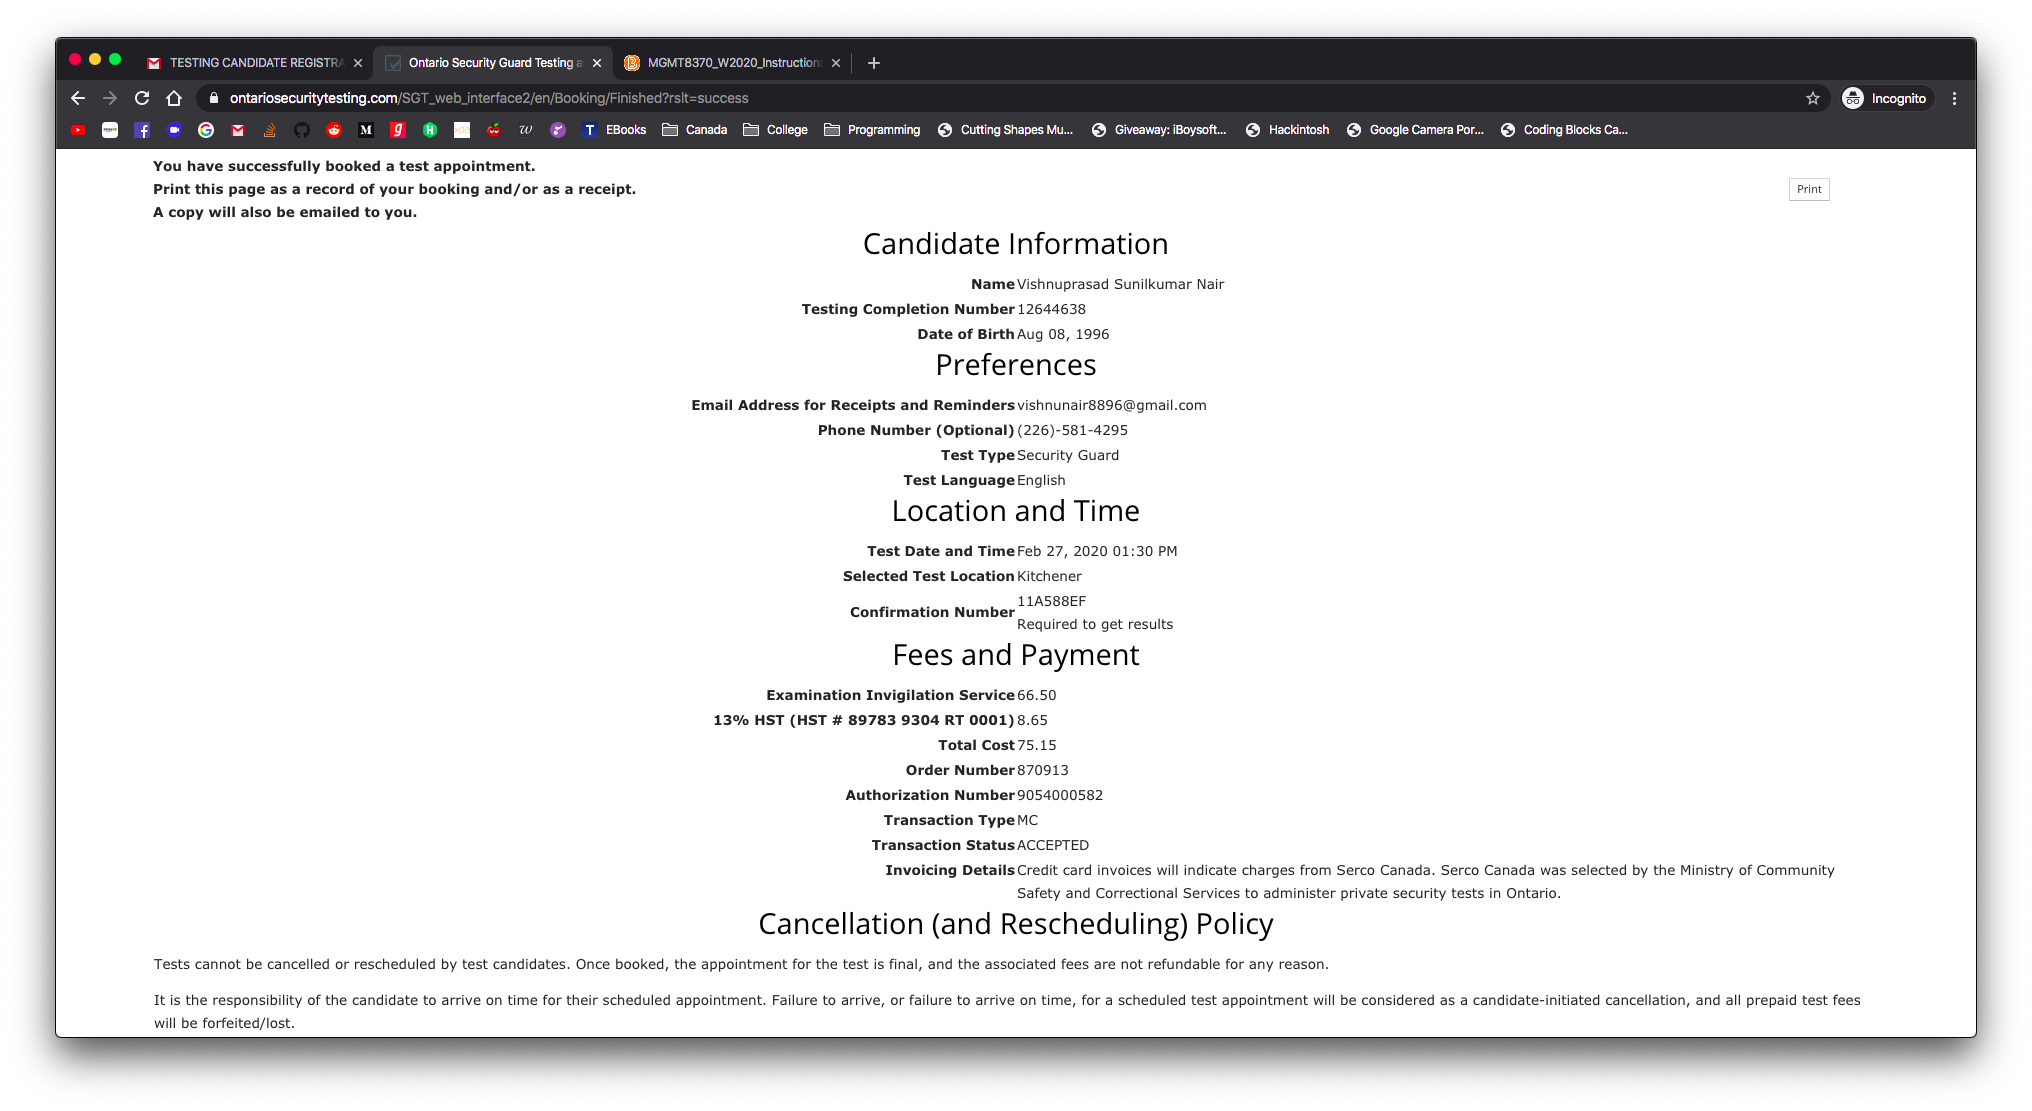 TESTING CANDIDATE REGISTRA
Ontario Security Guard Testing a
MGMT8370_W2020_Instruction
ontariosecuritytesting.com/SGT_web_interface2/en/Booking/Finished?rslt=success
Incognito
EBooks Canada College Programming Cutting Shapes Mu... Giveaway: iBoysoft... Hackintosh Google Camera Por... Coding Blocks Ca...
You have successfully booked a test appointment.
Print this page as a record of your booking and/or as a receipt.
Print
A copy will also be emailed to you.
Candidate Information
Name Vishnuprasad Sunilkumar Nair
Testing Completion Number 12644638
Date of Birth Aug 08, 1996
Preferences
Email Address for Receipts and Reminders vishnunair8896@gmail.com
Phone Number (Optional) (226)-581-4295
Test Type Security Guard
Test Language English
Location and Time
Test Date and Time Feb 27, 2020 01:30 PM
Selected Test Location Kitchener
Confirmation Number 11A588EF
Required to get results
Fees and Payment
Examination Invigilation Service 66.50
13% HST (HST # 89783 9304 RT 0001) 8.65
Total Cost 75.15
Order Number 870913
Authorization Number 9054000582
Transaction Type MC
Transaction Status ACCEPTED
Invoicing Details Credit card invoices will indicate charges from Serco Canada. Serco Canada was selected by the Ministry of Community
Safety and Correctional Services to administer private security tests in Ontario.
Cancellation (and Rescheduling) Policy
Tests cannot be cancelled or rescheduled by test candidates. Once booked, the appointment for the test is final, and the associated fees are not refundable for any reason.
It is the responsibility of the candidate to arrive on time for their scheduled appointment. Failure to arrive, or failure to arrive on time, for a scheduled test appointment will be considered as a candidate-initiated cancellation, and all prepaid test fees
will be forfeited/lost.